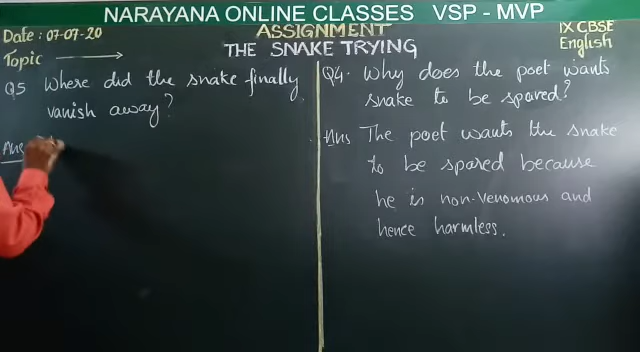 NARAYANA ONLINE CLASSES VSP - MVP
Date : 07-07-20
ASSIGNMENT
IX CBSE
English
Topic
THE SNAKE TRYING
Q5 Where did the snake finally
vanish away?
Ans
Q4. Why does the poet wants
snake to be spared?
Ans The poet wants the snake
to be spared because
he is non-venomous and
hence harmless.